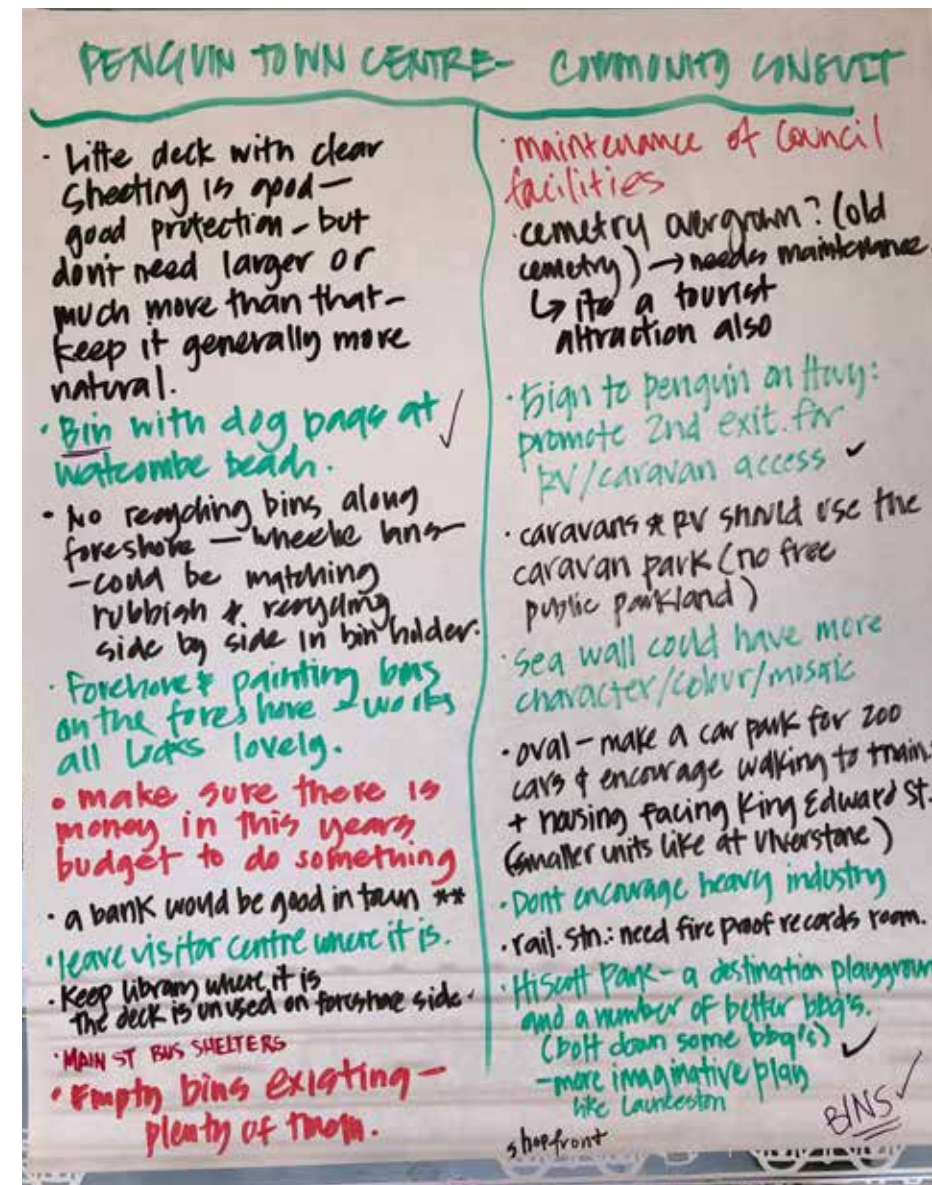 PENGUIN TOWN CENTRE- COMMUNITY CONSULT
· Litte deck with clear
sheeting is good-
good protection - but
don't need larger or
much more than that-
keep it generally more
natural.
· Bin with dog bags at ✓
watcombe beach.
· No recycling bins along
foreshore - wheelie bins-
-could be matching
rubbish & recycling
side by side in bin holder.
· Foreshore & painting
on the foreshore - works
all looks lovely.
· make sure there is
money in this years
budget to do something
· a bank would be good in town **
· leave visitor centre where it is.
· Keep library where it is
The deck is unused on foreshore side.
· MAIN ST BUS SHELTERS
· Empty bins existing-
plenty of them.
· maintenance of Council
facilities
· cemetry overgrown? (old
cemetry) → needs maintenance.
↳ its a tourist
attraction also
· Sign to penguin on Hwy:
promote 2nd exit for
RV/caravan access ✓
· caravans & RV should use the
caravan park (no free
public parkland)
· sea wall could have more
character/colour/mosaic
· oval - make a car park for 200
cars & encourage walking to train.
+ housing facing King Edward St.
(smaller units like at Ulverstone)
· Dont encourage heavy industry
· rail. stn.: need fire proof records room.
· Hiscutt Park - a destination playgroun
and a number of better bbq's.
(bolt down some bbq's) ✓
-more imaginative play
like Launceston
BINS ✓
shopfront